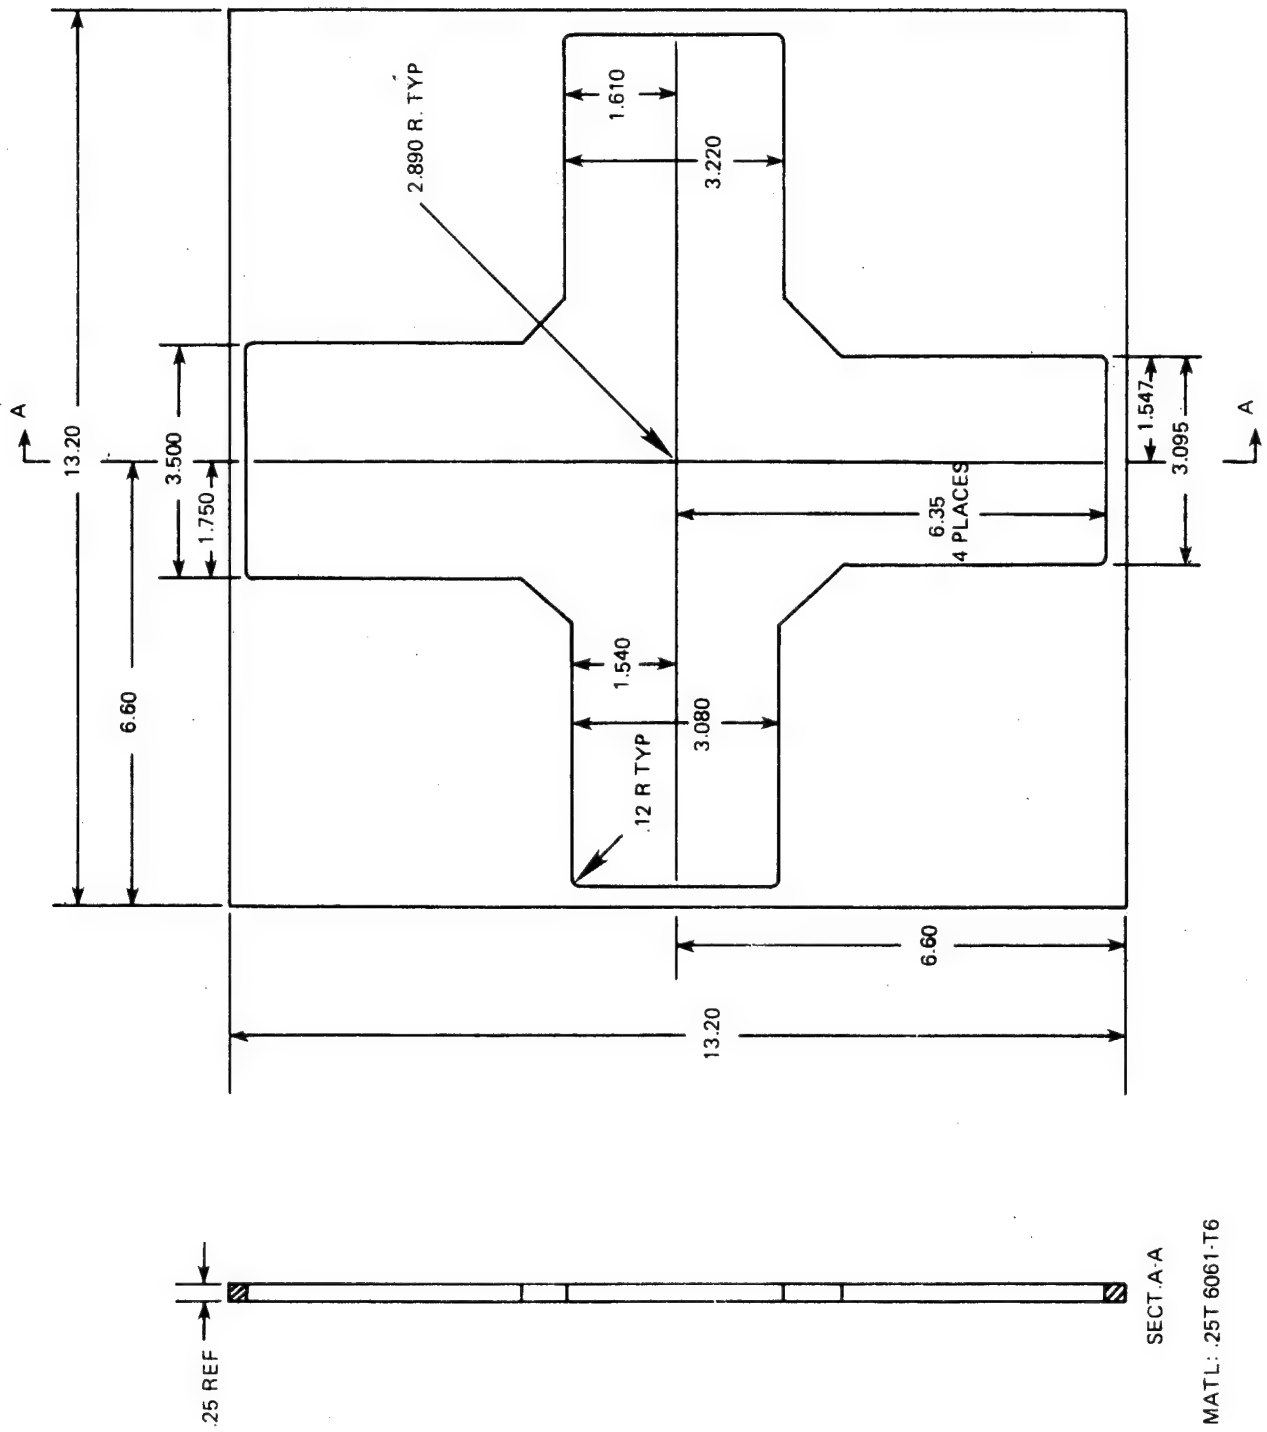 A
13.20
6.60
3.500
1.750
2.890 R. TYP
1.610
3.220
1.540
3.080
.12 R TYP
6.35
4 PLACES
1.547
3.095
A
6.60
13.20
.25 REF
SECT. A-A
MATL: .25T 6061-T6